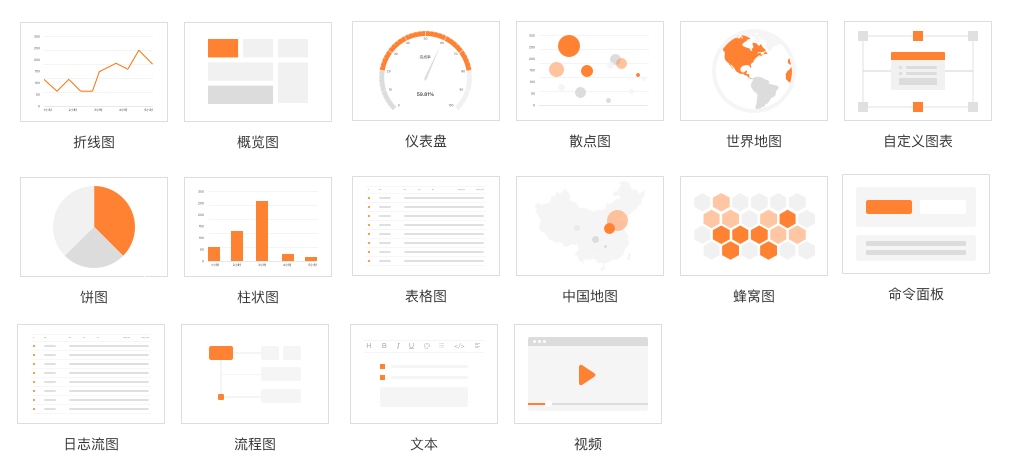 折线图
概览图
59.81%
仪表盘
散点图
世界地图
自定义图表
饼图
柱状图
表格图
中国地图
蜂窝图
命令面板
日志流图
流程图
H B I U </>
文本
视频